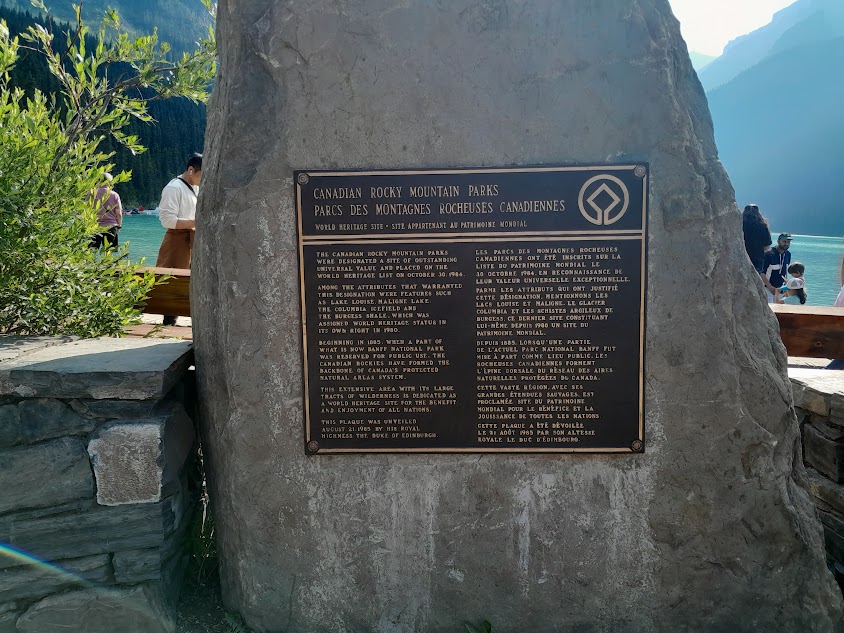 CANADIAN ROCKY MOUNTAIN PARKS
PARCS DES MONTAGNES ROCHEUSES CANADIENNES
WORLD HERITAGE SITE • SITE APPARTENANT AU PATRIMOINE MONDIAL
THE CANADIAN ROCKY MOUNTAIN PARKS
WERE DESIGNATED A SITE OF OUTSTANDING
UNIVERSAL VALUE AND PLACED ON THE
WORLD HERITAGE LIST ON OCTOBER 30, 1984.
AMONG THE ATTRIBUTES THAT WARRANTED
THIS DESIGNATION WERE FEATURES SUCH
AS LAKE LOUISE, MALIGNE LAKE,
THE COLUMBIA ICEFIELD AND
THE BURGESS SHALE, WHICH WAS
ASSIGNED WORLD HERITAGE STATUS IN
ITS OWN RIGHT IN 1980.
BEGINNING IN 1885, WHEN A PART OF
WHAT IS NOW BANFF NATIONAL PARK
WAS RESERVED FOR PUBLIC USE, THE
CANADIAN ROCKIES HAVE FORMED THE
BACKBONE OF CANADA'S PROTECTED
NATURAL AREAS SYSTEM.
THIS EXTENSIVE AREA WITH ITS LARGE
TRACTS OF WILDERNESS IS DEDICATED AS
A WORLD HERITAGE SITE FOR THE BENEFIT
AND ENJOYMENT OF ALL NATIONS.
THIS PLAQUE WAS UNVEILED
AUGUST 21, 1985 BY HIS ROYAL
HIGHNESS THE DUKE OF EDINBURGH.
LES PARCS DES MONTAGNES ROCHEUSES
CANADIENNES ONT ÉTÉ INSCRITS SUR LA
LISTE DU PATRIMOINE MONDIAL LE
30 OCTOBRE 1984, EN RECONNAISSANCE DE
LEUR VALEUR UNIVERSELLE EXCEPTIONNELLE.
PARMI LES ATTRIBUTS QUI ONT JUSTIFIÉ
CETTE DÉSIGNATION, MENTIONNONS LES
LACS LOUISE ET MALIGNE, LE GLACIER
COLUMBIA ET LES SCHISTES ARGILEUX DE
BURGESS, CE DERNIER SITE CONSTITUANT
LUI-MÊME DEPUIS 1980 UN SITE DU
PATRIMOINE MONDIAL.
DEPUIS 1885, LORSQU'UNE PARTIE
DE L'ACTUEL PARC NATIONAL BANFF FUT
MISE À PART COMME LIEU PUBLIC, LES
ROCHEUSES CANADIENNES FORMENT
L'ÉPINE DORSALE DU RÉSEAU DES AIRES
NATURELLES PROTÉGÉES DU CANADA.
CETTE VASTE RÉGION, AVEC SES
GRANDES ÉTENDUES SAUVAGES, EST
PROCLAMÉE SITE DU PATRIMOINE
MONDIAL POUR LE BÉNÉFICE ET LA
JOUISSANCE DE TOUTES LES NATIONS
CETTE PLAQUE A ÉTÉ DÉVOILÉE
LE 21 AOÛT 1985 PAR SON ALTESSE
ROYALE LE DUC D'ÉDIMBOURG.